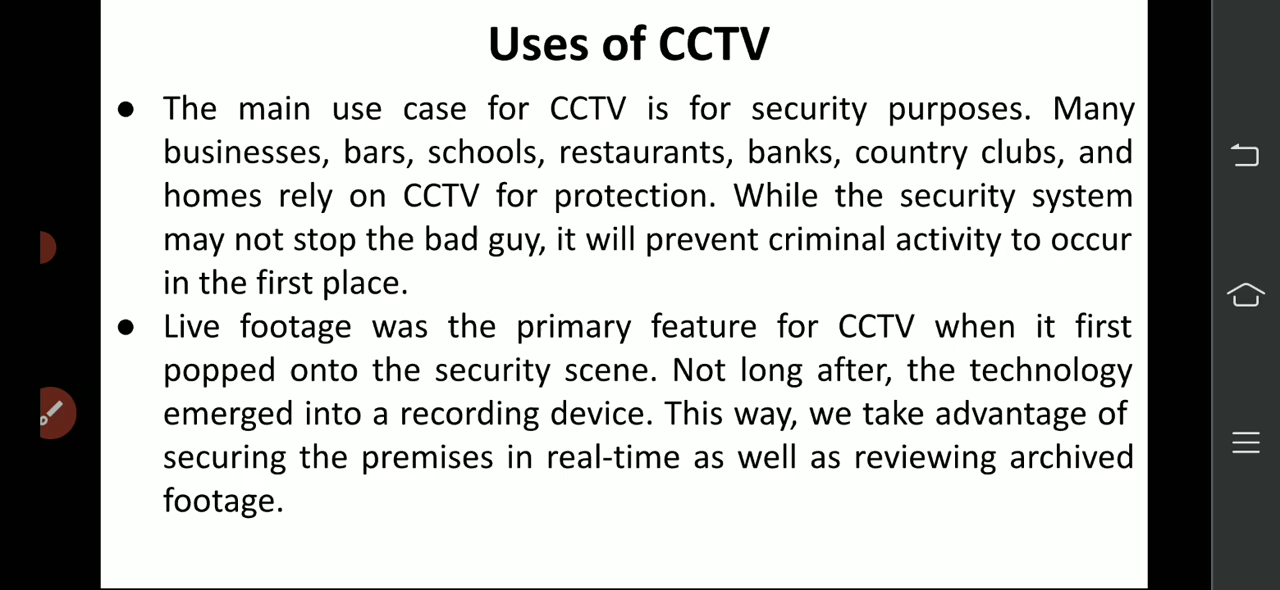 Uses of CCTV
● The main use case for CCTV is for security purposes. Many
businesses, bars, schools, restaurants, banks, country clubs, and
homes rely on CCTV for protection. While the security system
may not stop the bad guy, it will prevent criminal activity to occur
in the first place.
● Live footage was the primary feature for CCTV when it first
popped onto the security scene. Not long after, the technology
emerged into a recording device. This way, we take advantage of
securing the premises in real-time as well as reviewing archived
footage.